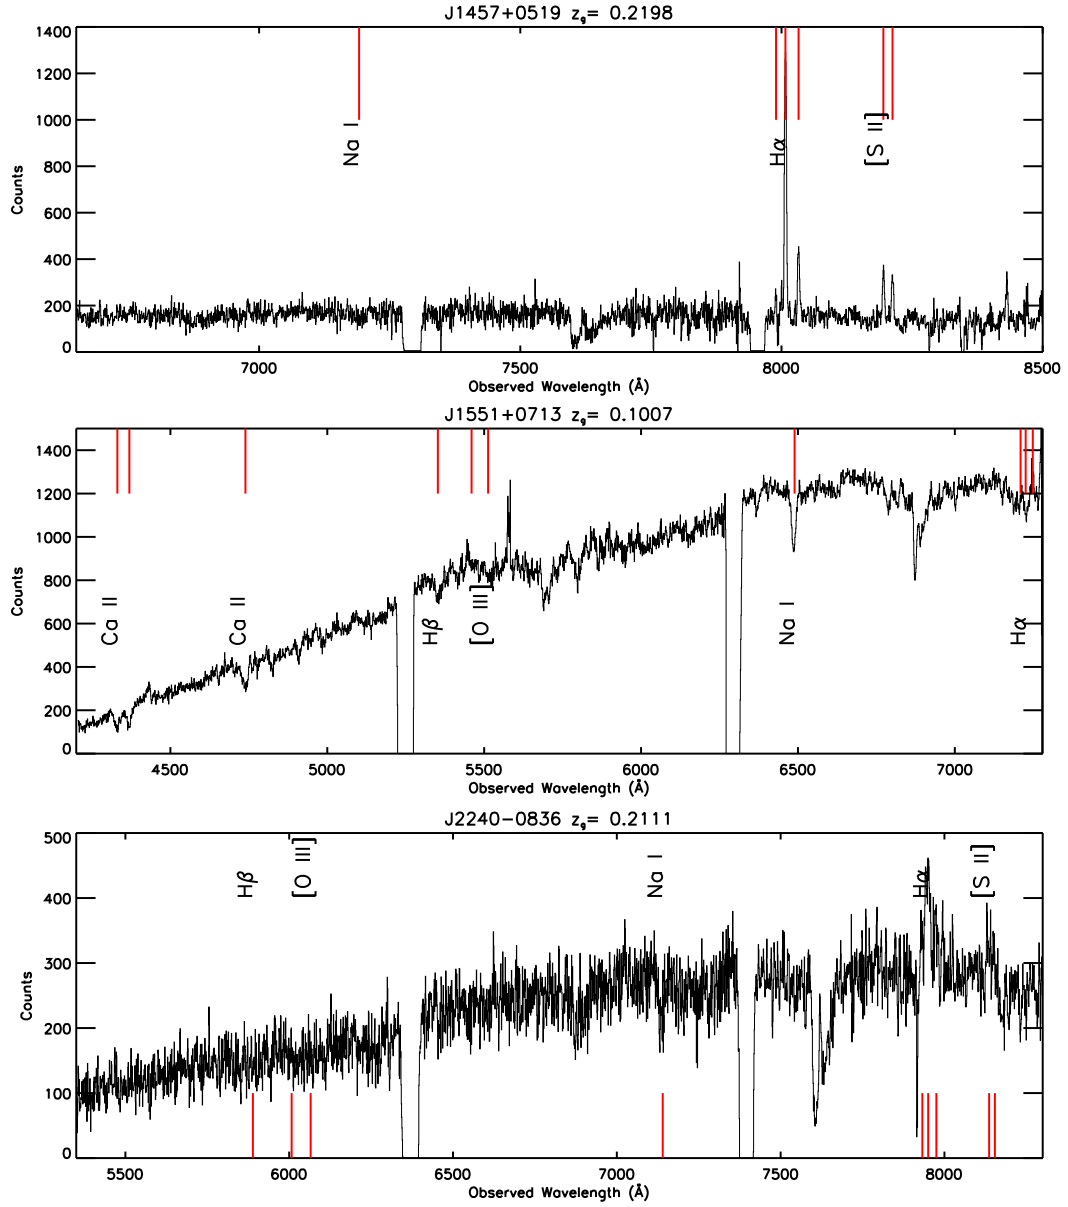 J1457+0519 z_g= 0.2198
1400
1200
1000
800
600
400
200
0
Counts
Na I
Hα
[S II]
7000 7500 8000 8500
Observed Wavelength (Å)
J1551+0713 z_g= 0.1007
1400
1200
1000
800
600
400
200
0
Counts
Ca II
Ca II
Hβ
[O III]
Na I
Hα
4500 5000 5500 6000 6500 7000
Observed Wavelength (Å)
J2240-0836 z_g= 0.2111
500
400
300
200
100
0
Counts
Hβ
[O III]
Na I
Hα
[S II]
5500 6000 6500 7000 7500 8000
Observed Wavelength (Å)